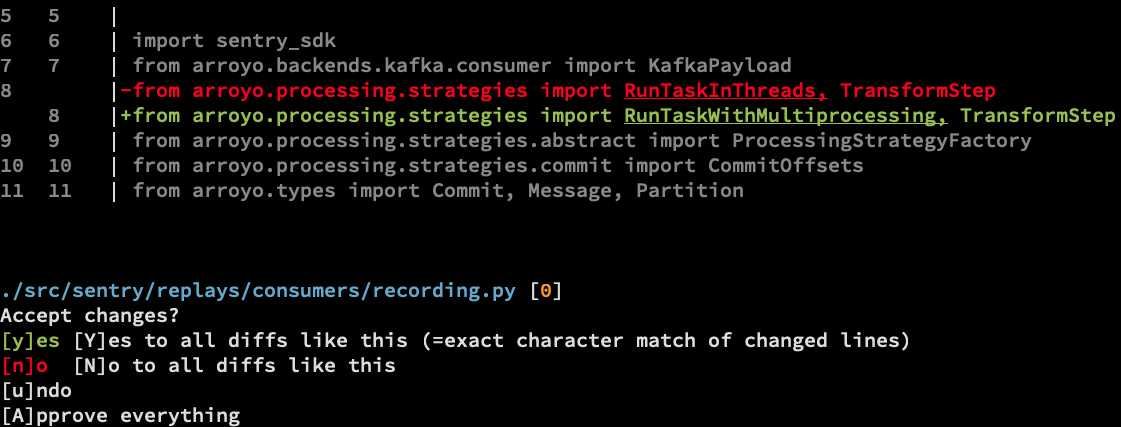 5   5    |
6   6    | import sentry_sdk
7   7    | from arroyo.backends.kafka.consumer import KafkaPayload
8        |-from arroyo.processing.strategies import RunTaskInThreads, TransformStep
    8    |+from arroyo.processing.strategies import RunTaskWithMultiprocessing, TransformStep
9   9    | from arroyo.processing.strategies.abstract import ProcessingStrategyFactory
10  10   | from arroyo.processing.strategies.commit import CommitOffsets
11  11   | from arroyo.types import Commit, Message, Partition
./src/sentry/replays/consumers/recording.py [0]
Accept changes?
[y]es [Y]es to all diffs like this (=exact character match of changed lines)
[n]o  [N]o to all diffs like this
[u]ndo
[A]pprove everything